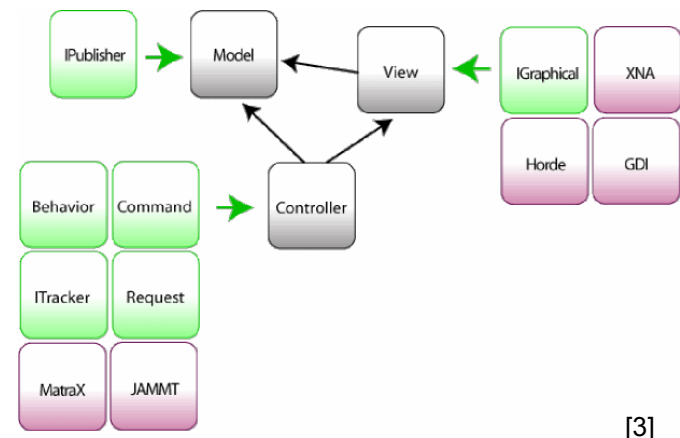 IPublisher
Model
View
IGraphical
XNA
Horde
GDI
Behavior
Command
Controller
ITracker
Request
MatraX
JAMMT
[3]